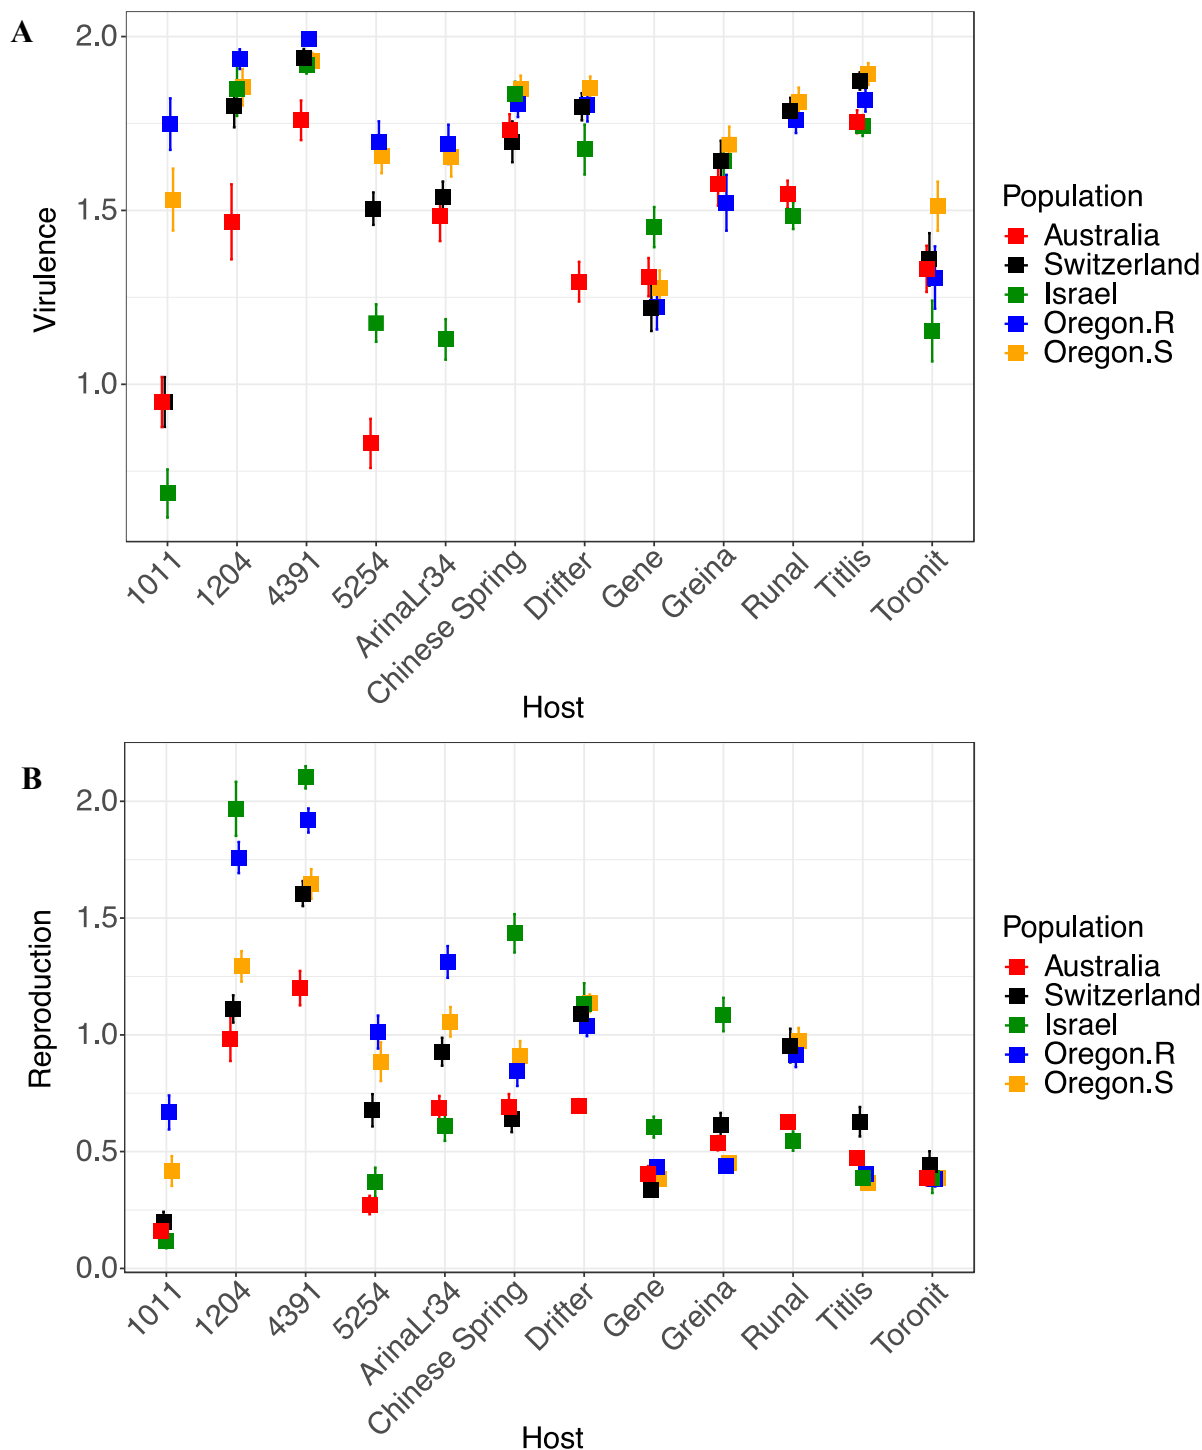 A
Virulence
2.0
1.5
1.0
1011
1204
4391
5254
ArinaLr34
Chinese Spring
Drifter
Gene
Greina
Runal
Titlis
Toronit
Host
Population
Australia
Switzerland
Israel
Oregon.R
Oregon.S
B
Reproduction
2.0
1.5
1.0
0.5
0.0
1011
1204
4391
5254
ArinaLr34
Chinese Spring
Drifter
Gene
Greina
Runal
Titlis
Toronit
Host
Population
Australia
Switzerland
Israel
Oregon.R
Oregon.S